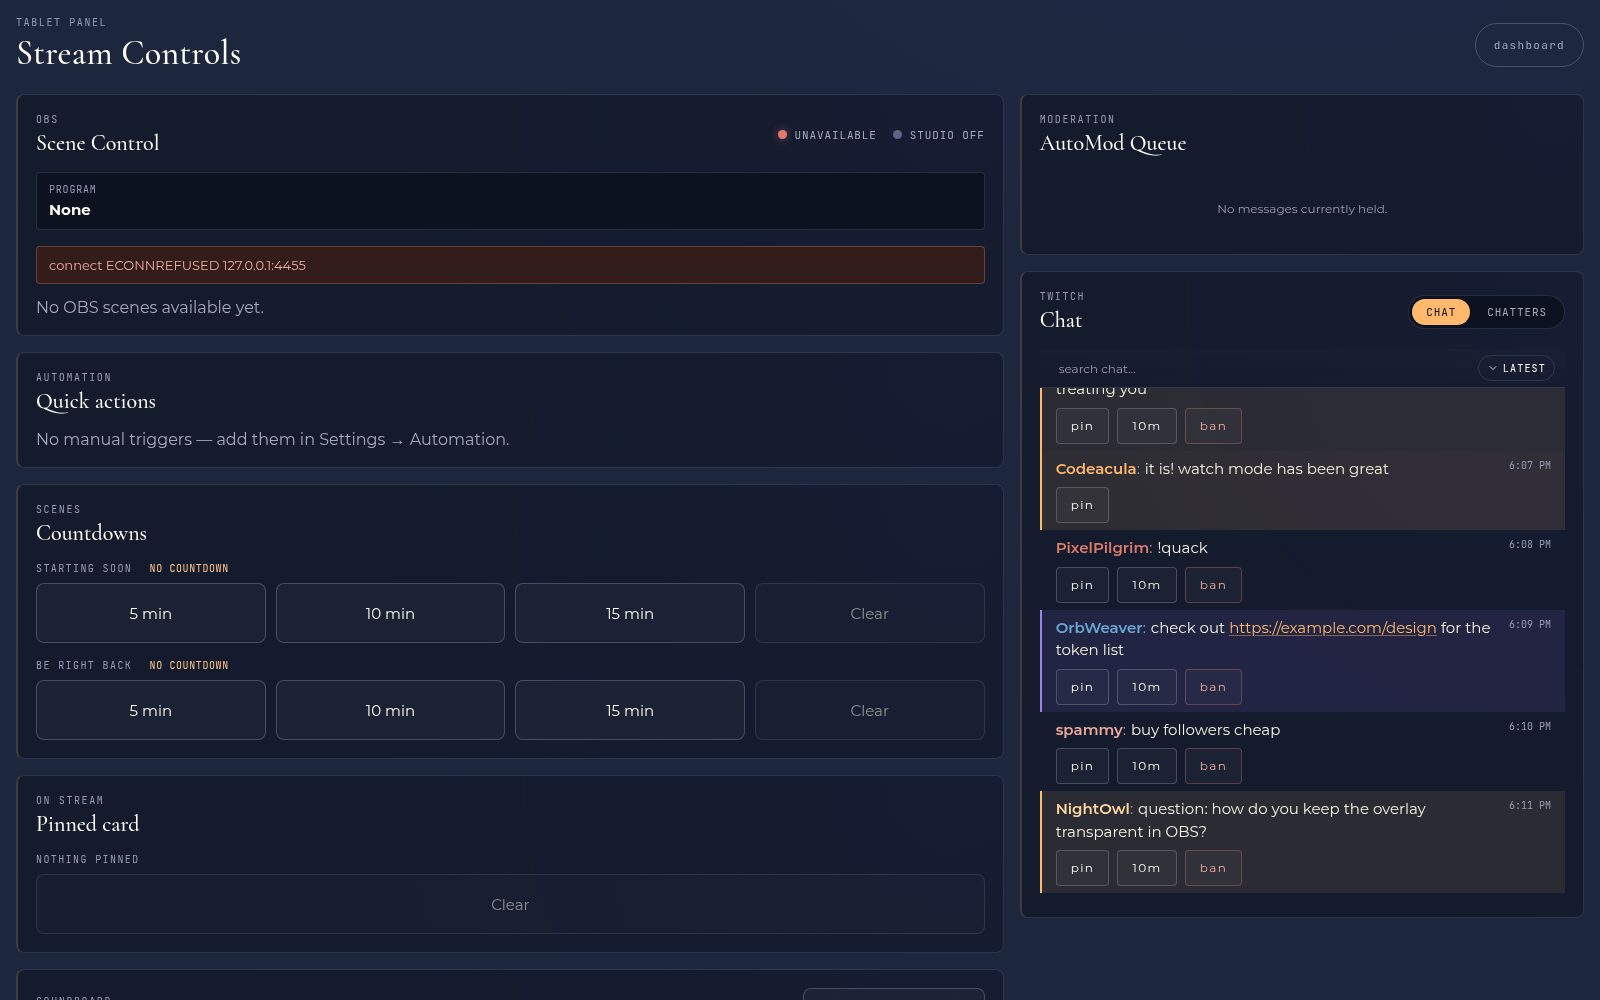 TABLET PANEL
Stream Controls
dashboard
OBS
Scene Control
UNAVAILABLE
STUDIO OFF
PROGRAM
None
connect ECONNREFUSED 127.0.0.1:4455
No OBS scenes available yet.
AUTOMATION
Quick actions
No manual triggers — add them in Settings → Automation.
SCENES
Countdowns
STARTING SOON NO COUNTDOWN
5 min 10 min 15 min Clear
BE RIGHT BACK NO COUNTDOWN
5 min 10 min 15 min Clear
ON STREAM
Pinned card
NOTHING PINNED
Clear
SOUNDBOARD
MODERATION
AutoMod Queue
No messages currently held.
TWITCH
Chat
CHAT CHATTERS
search chat…
LATEST
treating you
pin 10m ban
Codeacula: it is! watch mode has been great 6:07 PM
pin
PixelPilgrim: !quack 6:08 PM
pin 10m ban
OrbWeaver: check out https://example.com/design for the 6:09 PM
token list
pin 10m ban
spammy: buy followers cheap 6:10 PM
pin 10m ban
NightOwl: question: how do you keep the overlay 6:11 PM
transparent in OBS?
pin 10m ban